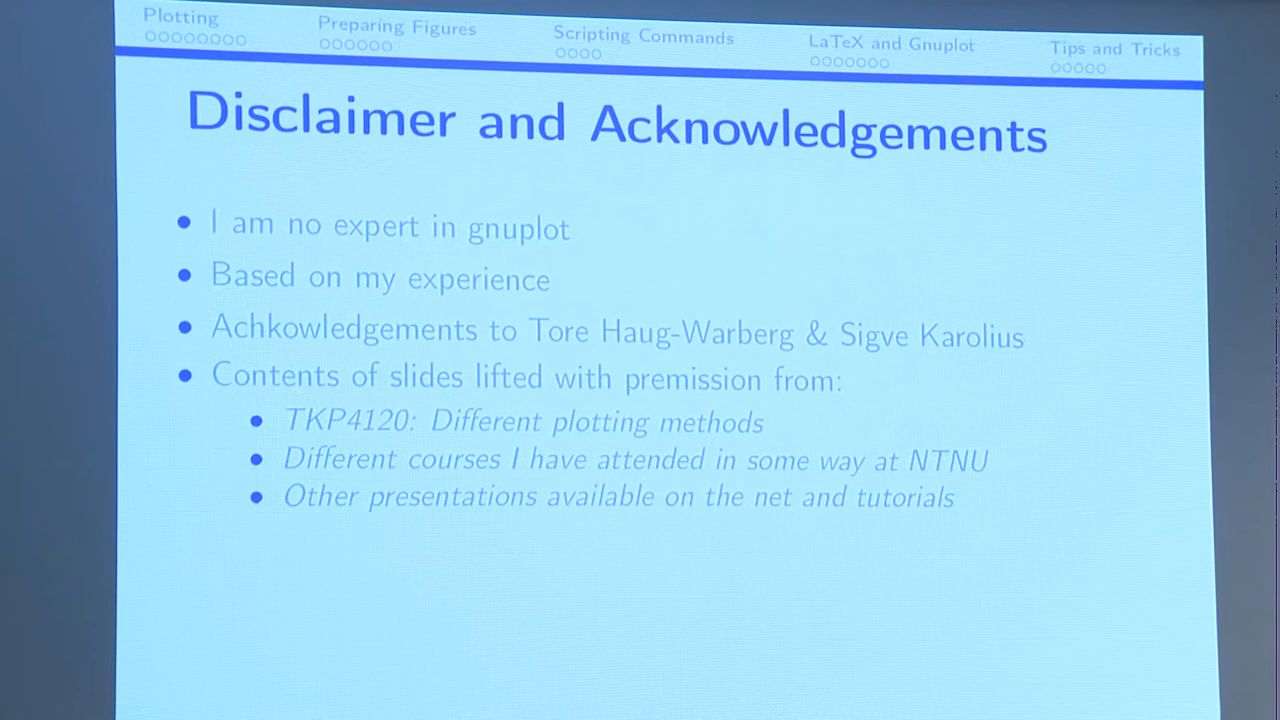 Plotting
Preparing Figures
Scripting Commands
LaTeX and Gnuplot
Tips and Tricks
Disclaimer and Acknowledgements
I am no expert in gnuplot
Based on my experience
Achkowledgements to Tore Haug-Warberg & Sigve Karolius
Contents of slides lifted with premission from:
TKP4120: Different plotting methods
Different courses I have attended in some way at NTNU
Other presentations available on the net and tutorials